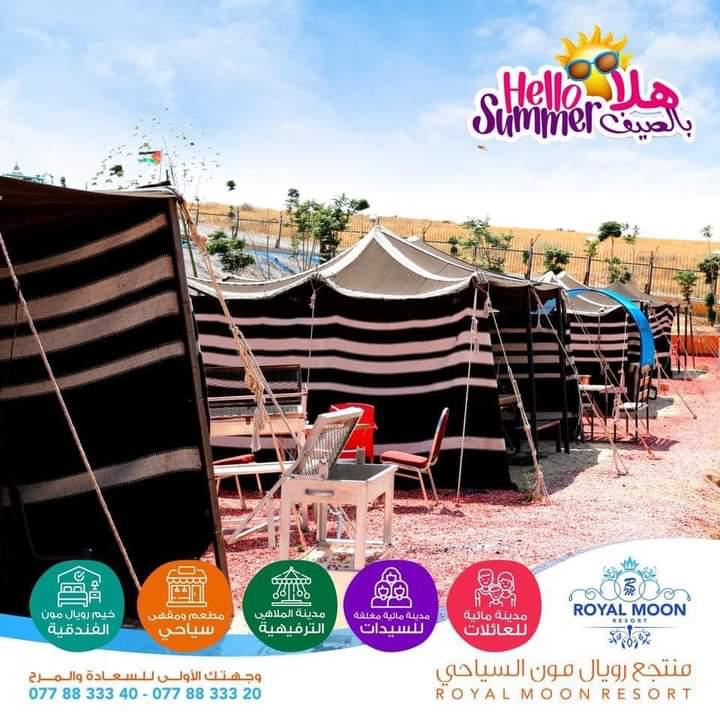 Hello هلا
Summer بالصيف
خيم رويال مون
الفندقية
مطعم ومقهى
سياحي
مدينة الملاهي
الترفيهية
مدينة مائية مغلقة
للسيدات
مدينة مائية
للعائلات
RM
ROYAL MOON
RESORT
منتجع رويال مون السياحي
ROYAL MOON RESORT
وجهتك الأولى للسعادة والمرح
077 88 333 40 - 077 88 333 20